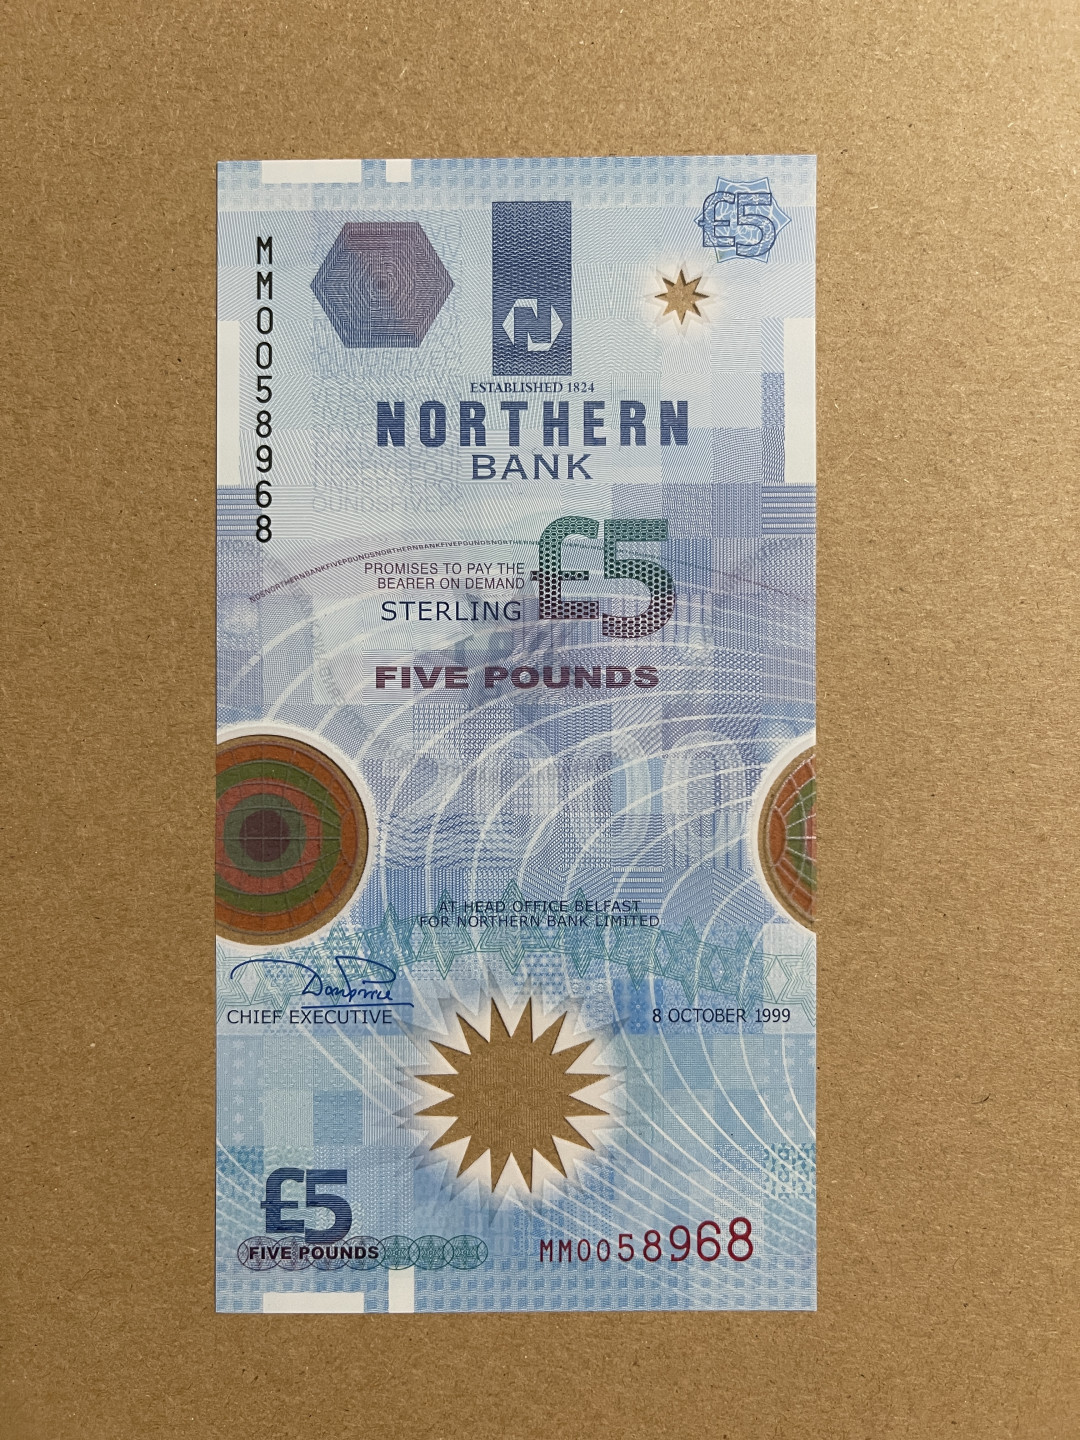 £5
MM0058968
N
ESTABLISHED 1824
NORTHERN
BANK
NORTHERNBANKFIVEPOUNDSNORTHERNBANKFIVEPOUNDSNORTHERN
PROMISES TO PAY THE
BEARER ON DEMAND
STERLING £5
FIVE POUNDS
AT HEAD OFFICE BELFAST
FOR NORTHERN BANK LIMITED
CHIEF EXECUTIVE
8 OCTOBER 1999
£5
FIVE POUNDS
MM0058968